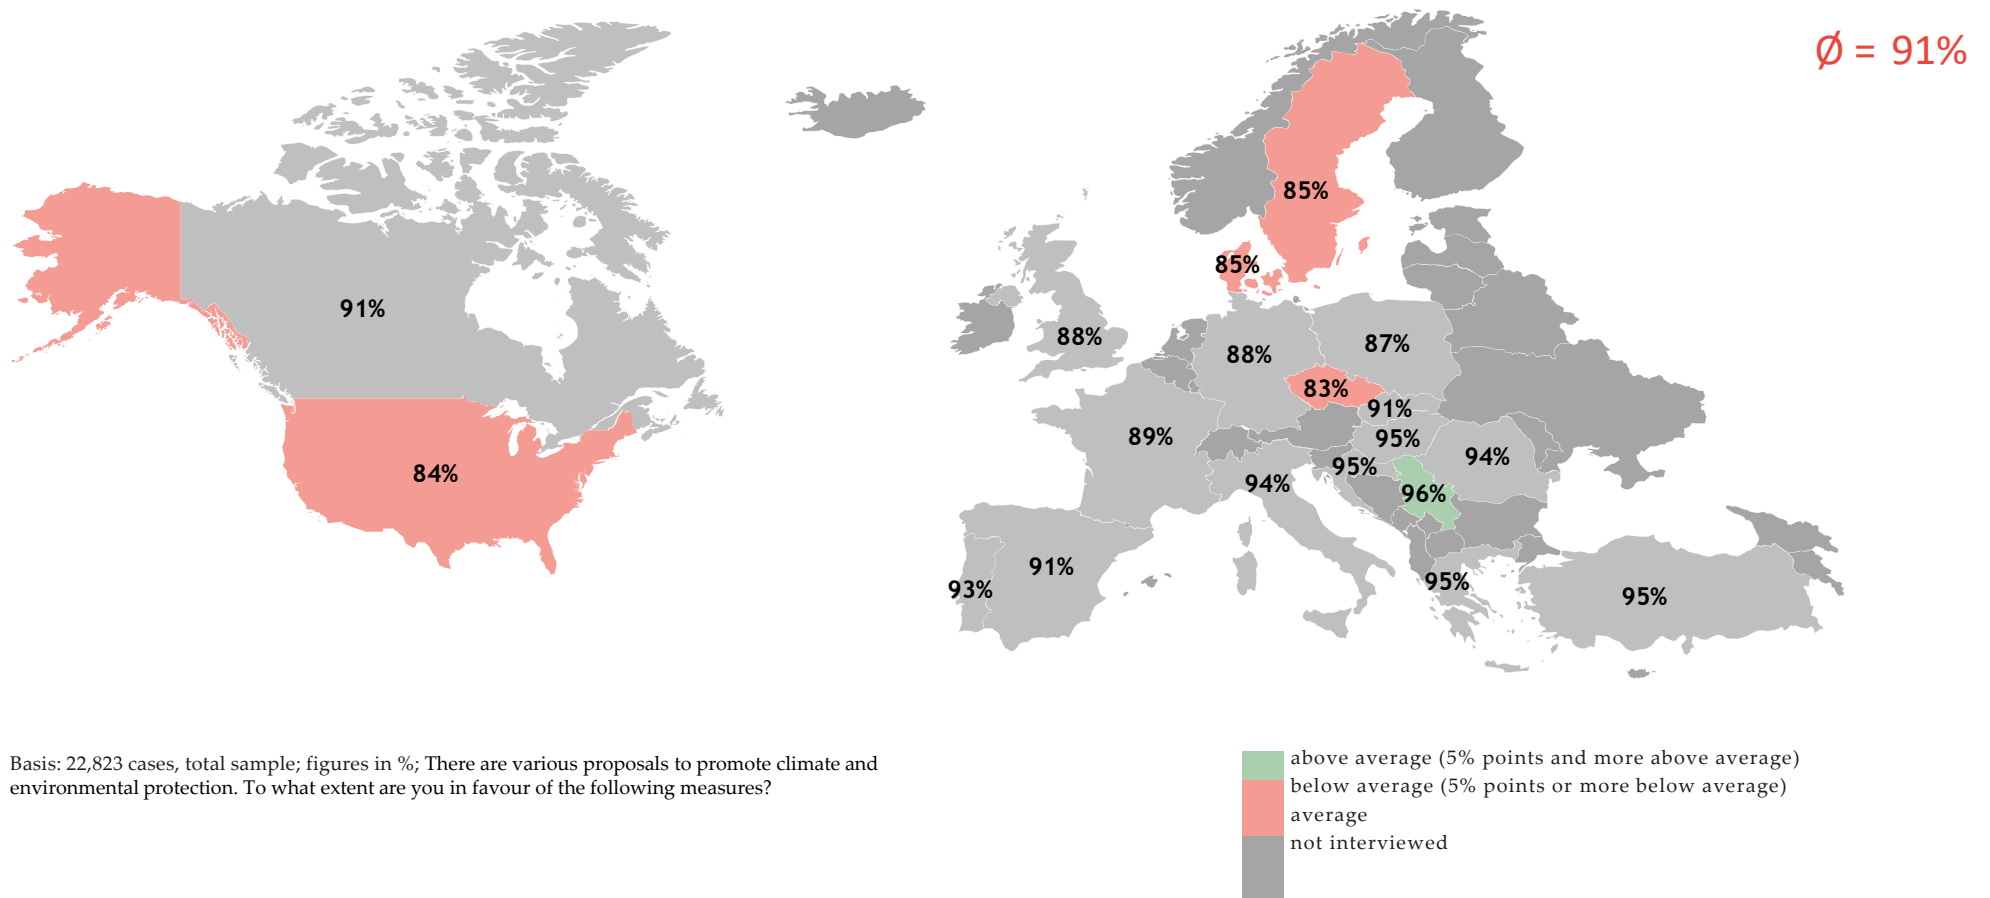 Ø = 91%
85%
85%
91%
88%
88%
87%
83%
91%
89%
95%
94%
95%
84%
94%
96%
91%
95%
93%
95%
Basis: 22,823 cases, total sample; figures in %; There are various proposals to promote climate and
environmental protection. To what extent are you in favour of the following measures?
above average (5% points and more above average)
below average (5% points or more below average)
average
not interviewed